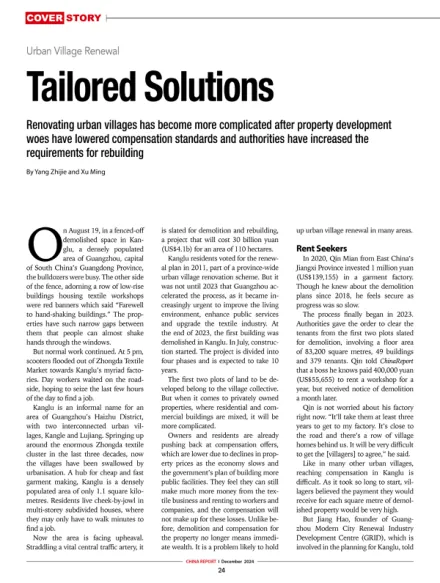 COVER STORY
Urban Village Renewal
Tailored Solutions
Renovating urban villages has become more complicated after property development
woes have lowered compensation standards and authorities have increased the
requirements for rebuilding
By Yang Zhijie and Xu Ming
On August 19, in a fenced-off
demolished space in Kan-
glu, a densely populated
area of Guangzhou, capital
of South China's Guangdong Province,
the bulldozers were busy. The other side
of the fence, adorning a row of low-rise
buildings housing textile workshops
were red banners which said "Farewell
to hand-shaking buildings." The prop-
erties have such narrow gaps between
them that people can almost shake
hands through the windows.
But normal work continued. At 5 pm,
scooters flooded out of Zhongda Textile
Market towards Kanglu's myriad facto-
ries. Day workers waited on the road-
side, hoping to seize the last few hours
of the day to find a job.
Kanglu is an informal name for an
area of Guangzhou's Haizhu District,
with two interconnected urban vil-
lages, Kangle and Lujiang. Springing up
around the enormous Zhongda textile
cluster in the last three decades, now
the villages have been swallowed by
urbanisation. A hub for cheap and fast
garment making, Kanglu is a densely
populated area of only 1.1 square kilo-
metres. Residents live cheek-by-jowl in
multi-storey subdivided houses, where
they may only have to walk minutes to
find a job.
Now the area is facing upheaval.
Straddling a vital central traffic artery, it
is slated for demolition and rebuilding,
a project that will cost 30 billion yuan
(US$4.1b) for an area of 110 hectares.
Kanglu residents voted for the renew-
al plan in 2011, part of a province-wide
urban village renovation scheme. But it
was not until 2023 that Guangzhou ac-
celerated the process, as it became in-
creasingly urgent to improve the living
environment, enhance public services
and upgrade the textile industry. At
the end of 2023, the first building was
demolished in Kanglu. In July, construc-
tion started. The project is divided into
four phases and is expected to take 10
years.
The first two plots of land to be de-
veloped belong to the village collective.
But when it comes to privately owned
properties, where residential and com-
mercial buildings are mixed, it will be
more complicated.
Owners and residents are already
pushing back at compensation offers,
which are lower due to declines in prop-
erty prices as the economy slows and
the government's plan of building more
public facilities. They feel they can still
make much more money from the tex-
tile business and renting to workers and
companies, and the compensation will
not make up for these losses. Unlike be-
fore, demolition and compensation for
the property no longer means immedi-
ate wealth. It is a problem likely to hold
up urban village renewal in many areas.
Rent Seekers
In 2020, Qin Mian from East China's
Jiangxi Province invested 1 million yuan
(US$139,155) in a garment factory.
Though he knew about the demolition
plans since 2018, he feels secure as
progress was so slow.
The process finally began in 2023.
Authorities gave the order to clear the
tenants from the first two plots slated
for demolition, involving a floor area
of 83,200 square metres, 49 buildings
and 379 tenants. Qin told ChinaReport
that a boss he knows paid 400,000 yuan
(US$55,655) to rent a workshop for a
year, but received notice of demolition
a month later.
Qin is not worried about his factory
right now. "It'll take them at least three
years to get to my factory. It's close to
the road and there's a row of village
homes behind us. It will be very difficult
to get the [villagers] to agree," he said.
Like in many other urban villages,
reaching compensation in Kanglu is
difficult. As it took so long to start, vil-
lagers believed the payment they would
receive for each square metre of demol-
ished property would be very high.
But Jiang Hao, founder of Guang-
zhou Modern City Renewal Industry
Development Centre (GRID), which is
involved in the planning for Kanglu, told
CHINA REPORT I December 2024
24